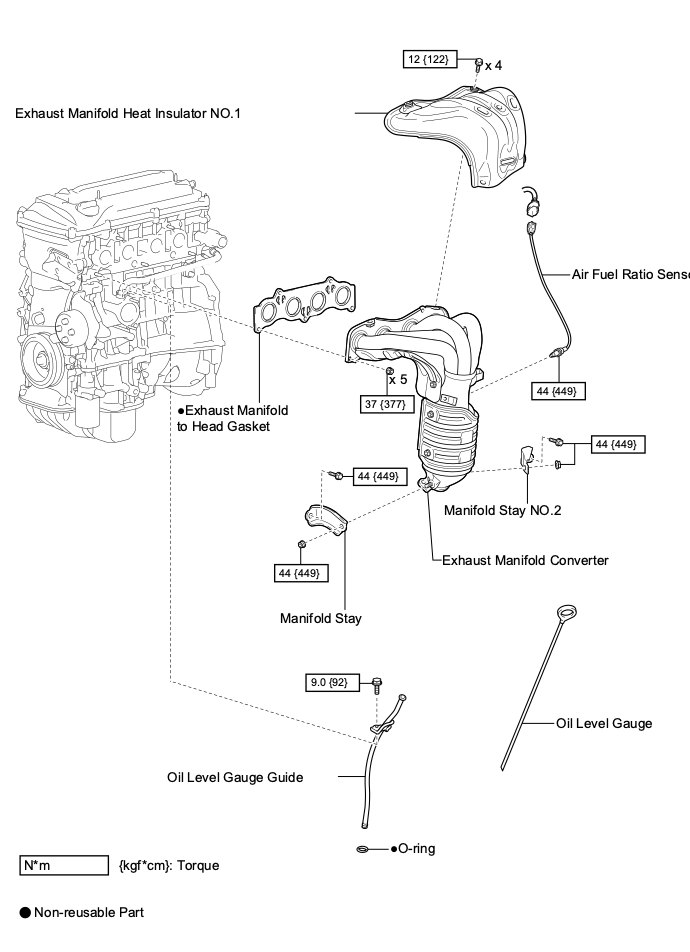 12 {122}
x 4
Exhaust Manifold Heat Insulator NO.1
Air Fuel Ratio Senso
x 5
44 {449}
37 {377}
●Exhaust Manifold
to Head Gasket
44 {449}
44 {449}
Manifold Stay NO.2
Exhaust Manifold Converter
44 {449}
Manifold Stay
9.0 {92}
Oil Level Gauge
Oil Level Gauge Guide
●O-ring
N*m {kgf*cm}: Torque
● Non-reusable Part